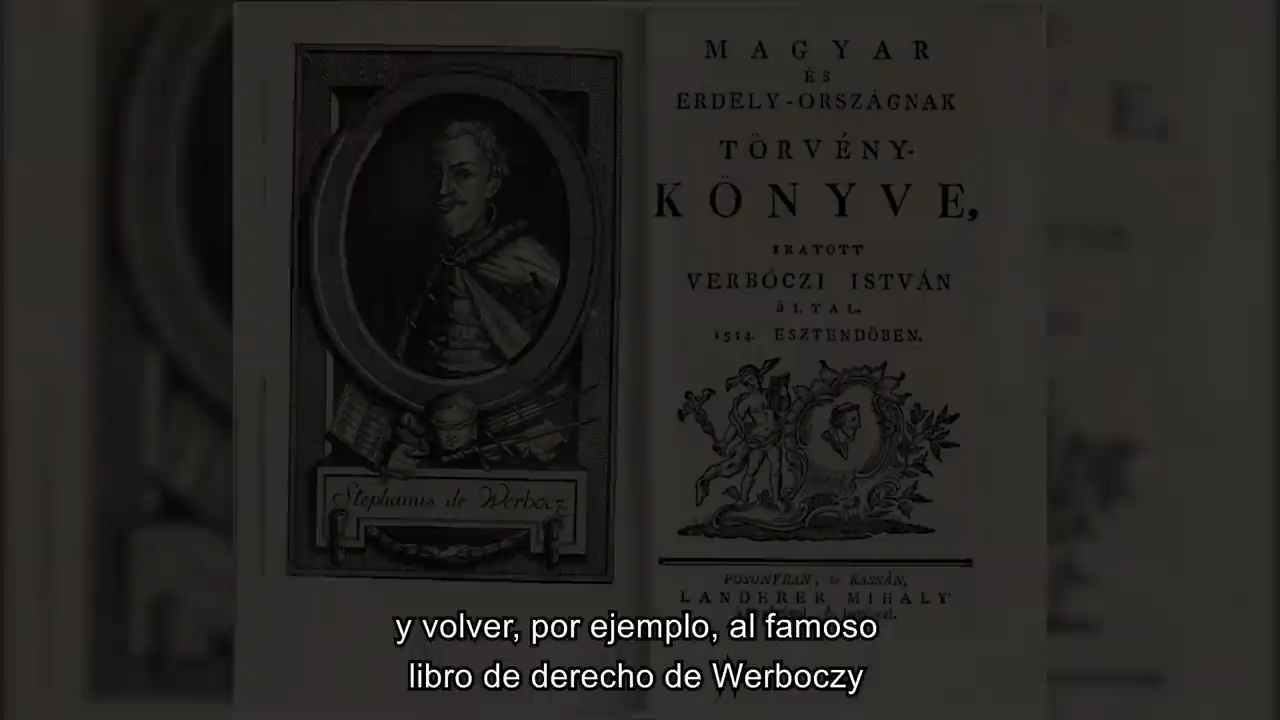 MAGYAR
ÉS
ERDELY-ORSZÁGNAK
TÖRVÉNY-
KÖNYVE,
IRATOTT
VERBŐCZI ISTVÁN
ÁLTAL.
1514. ESZTENDŐBEN.
Stephanus de Werbocz
POSONYBAN, & KASSÁN,
LANDERER MIHÁLY
y volver, por ejemplo, al famoso
libro de derecho de Werboczy